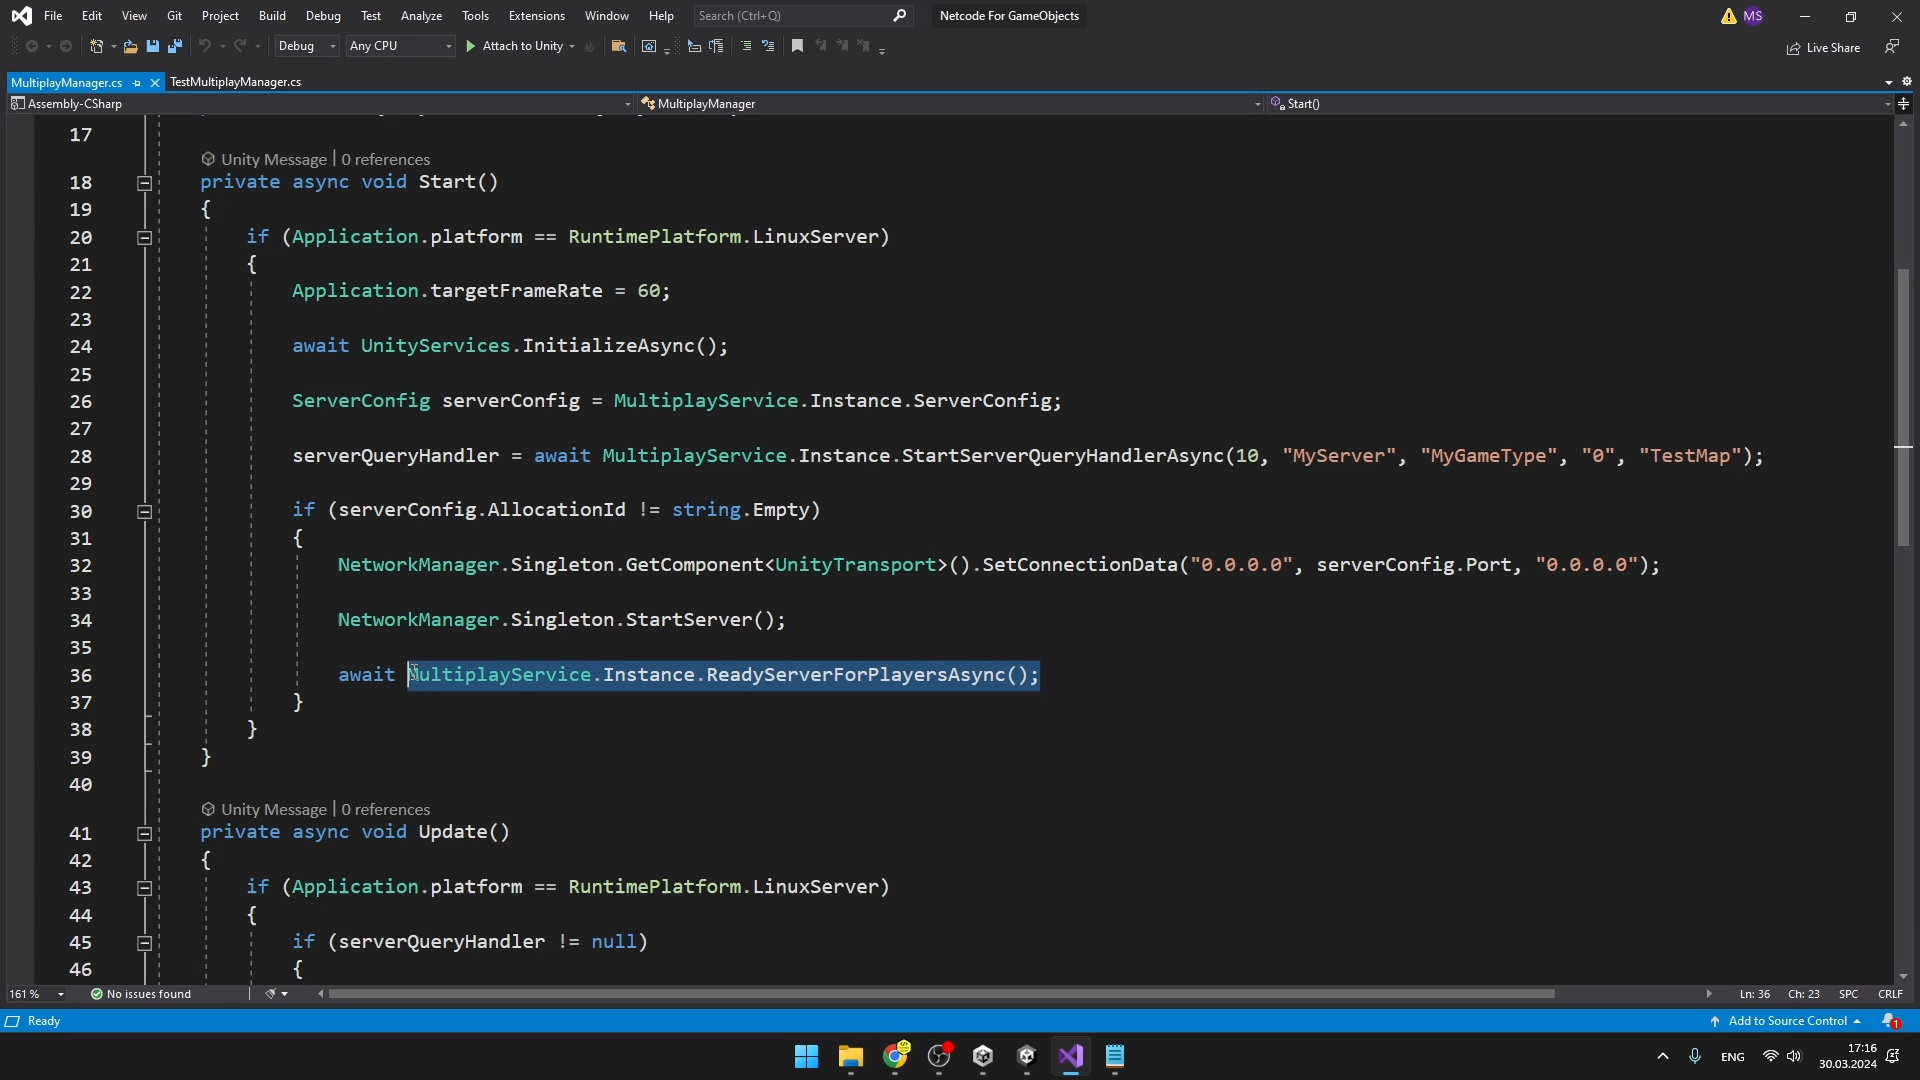 File Edit View Git Project Build Debug Test Analyze Tools Extensions Window Help Search (Ctrl+Q) Netcode For GameObjects MS
Debug Any CPU Attach to Unity Live Share
MultiplayManager.cs TestMultiplayManager.cs
Assembly-CSharp MultiplayManager Start()
17
Unity Message | 0 references
18 private async void Start()
19 {
20 if (Application.platform == RuntimePlatform.LinuxServer)
21 {
22 Application.targetFrameRate = 60;
23
24 await UnityServices.InitializeAsync();
25
26 ServerConfig serverConfig = MultiplayService.Instance.ServerConfig;
27
28 serverQueryHandler = await MultiplayService.Instance.StartServerQueryHandlerAsync(10, "MyServer", "MyGameType", "0", "TestMap");
29
30 if (serverConfig.AllocationId != string.Empty)
31 {
32 NetworkManager.Singleton.GetComponent<UnityTransport>().SetConnectionData("0.0.0.0", serverConfig.Port, "0.0.0.0");
33
34 NetworkManager.Singleton.StartServer();
35
36 await MultiplayService.Instance.ReadyServerForPlayersAsync();
37 }
38 }
39 }
40
Unity Message | 0 references
41 private async void Update()
42 {
43 if (Application.platform == RuntimePlatform.LinuxServer)
44 {
45 if (serverQueryHandler != null)
46 {
161 % No issues found Ln: 36 Ch: 23 SPC CRLF
Ready Add to Source Control 1
ENG 17:16
30.03.2024